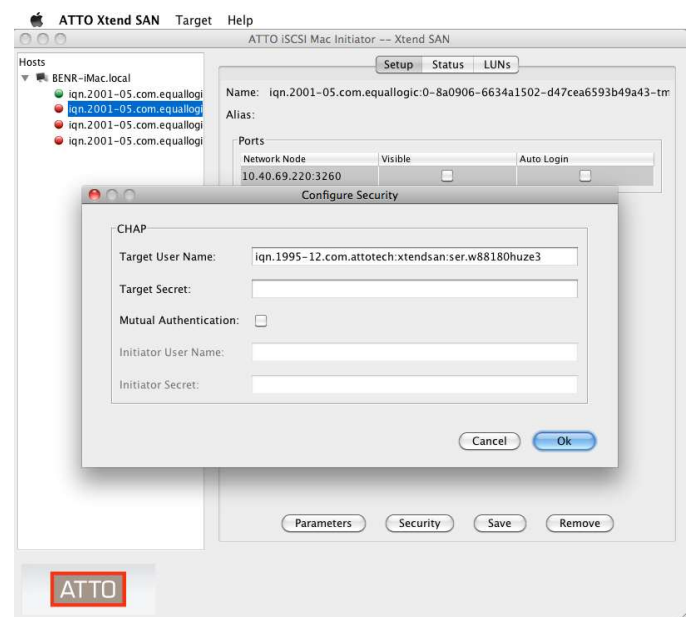 ATTO Xtend SAN Target Help
ATTO iSCSI Mac Initiator -- Xtend SAN
Hosts
BENR-iMac.local
iqn.2001-05.com.equallogi
iqn.2001-05.com.equallogi
iqn.2001-05.com.equallogi
iqn.2001-05.com.equallogi
Setup Status LUNs
Name: iqn.2001-05.com.equallogic:0-8a0906-6634a1502-d47cea6593b49a43-tm
Alias:
Ports
Network Node Visible Auto Login
10.40.69.220:3260
Configure Security
CHAP
Target User Name: iqn.1995-12.com.attotech:xtendsan:ser.w88180huze3
Target Secret:
Mutual Authentication:
Initiator User Name:
Initiator Secret:
Cancel Ok
Parameters Security Save Remove
ATTO